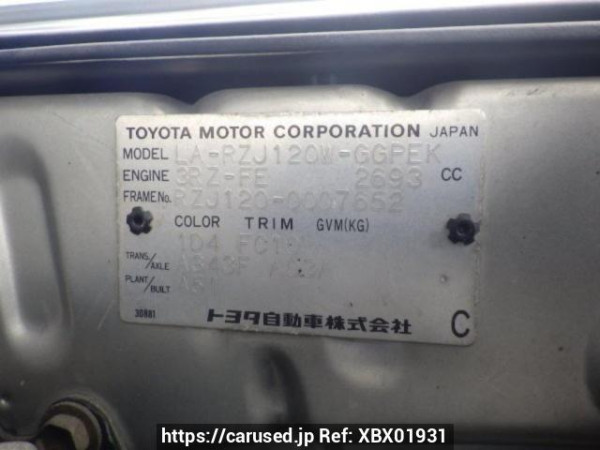 TOYOTA MOTOR CORPORATION JAPAN
MODEL LA-RZJ120W-GGPEK
ENGINE 3RZ-FE 2693 CC
FRAME No. RZJ120-0007652
COLOR TRIM GVM(KG)
1D4
TRANS/AXLE A343F
PLANT/BUILT
30881 トヨタ自動車株式会社 C
https://carused.jp Ref: XBX01931